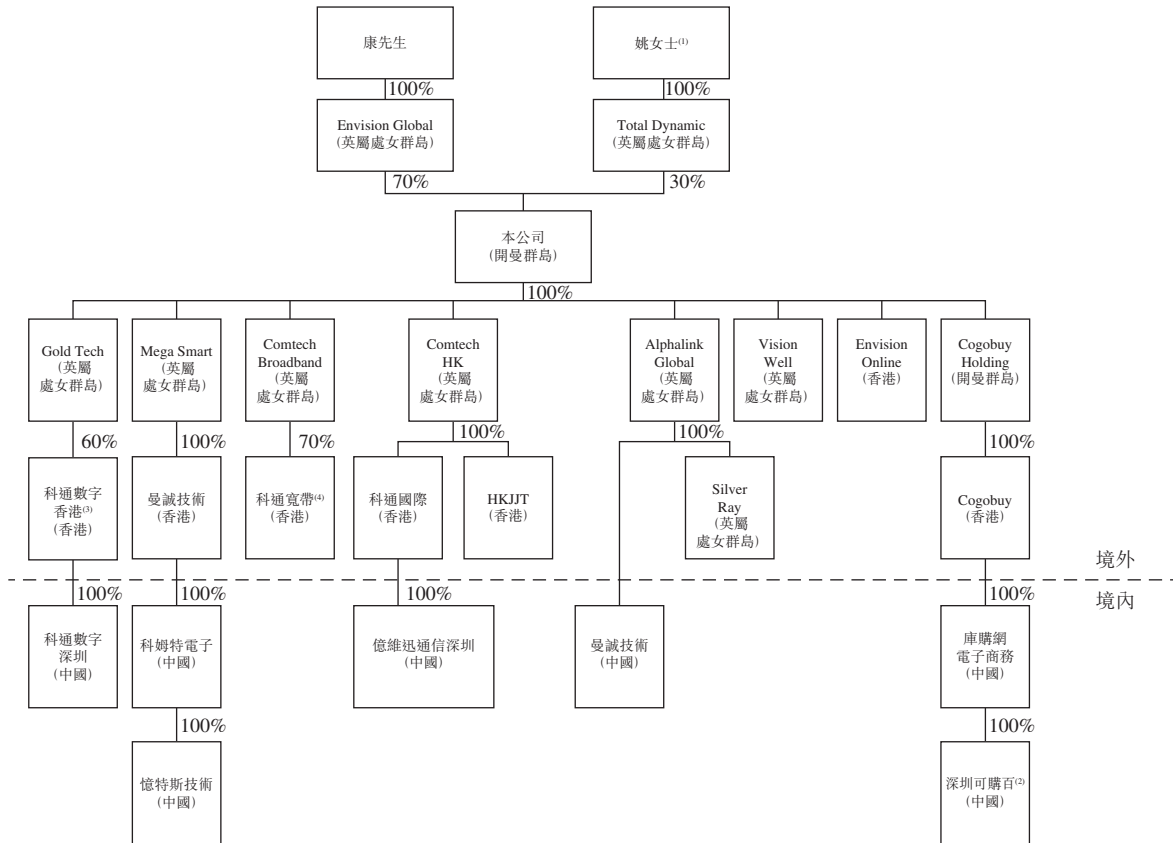 康先生
姚女士(1)
100%
100%
Envision Global
(英屬處女群島)
Total Dynamic
(英屬處女群島)
70%
30%
本公司
(開曼群島)
100%
Gold Tech
(英屬
處女群島)
Mega Smart
(英屬
處女群島)
Comtech
Broadband
(英屬
處女群島)
Comtech
HK
(英屬
處女群島)
Alphalink
Global
(英屬
處女群島)
Vision
Well
(英屬
處女群島)
Envision
Online
(香港)
Cogobuy
Holding
(開曼群島)
60%
100%
70%
100%
100%
100%
科通數字
香港(3)
(香港)
曼誠技術
(香港)
科通寬帶(4)
(香港)
科通國際
(香港)
HKJJT
(香港)
Silver
Ray
(英屬
處女群島)
Cogobuy
(香港)
境外
境內
100%
100%
100%
100%
科通數字
深圳
(中國)
科姆特電子
(中國)
億維迅通信深圳
(中國)
曼誠技術
(中國)
庫購網
電子商務
(中國)
100%
100%
憶特斯技術
(中國)
深圳可購百(2)
(中國)